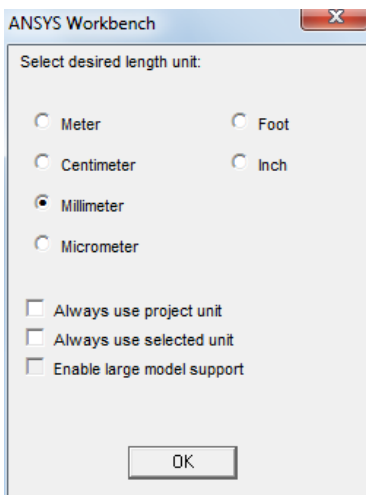 ANSYS Workbench
Select desired length unit:
Meter Foot
Centimeter Inch
Millimeter
Micrometer
Always use project unit
Always use selected unit
Enable large model support
OK